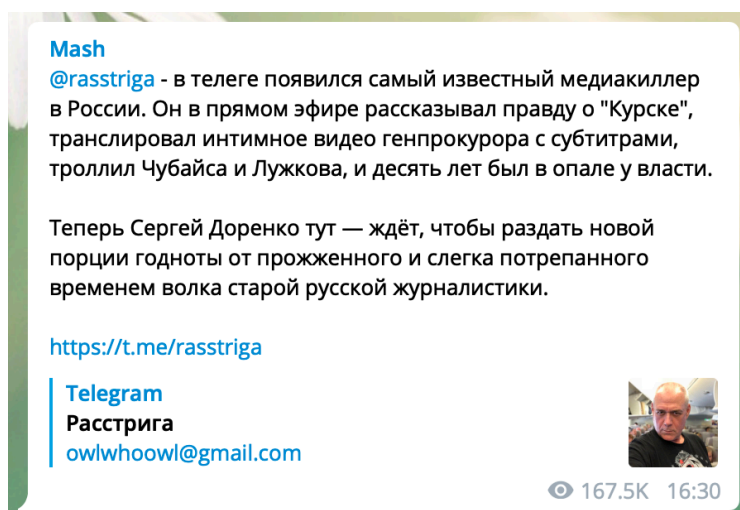 Mash
@rasstriga - в телеге появился самый известный медиакиллер
в России. Он в прямом эфире рассказывал правду о "Курске",
транслировал интимное видео генпрокурора с субтитрами,
троллил Чубайса и Лужкова, и десять лет был в опале у власти.
Теперь Сергей Доренко тут — ждёт, чтобы раздать новой
порции годноты от прожженного и слегка потрепанного
временем волка старой русской журналистики.
https://t.me/rasstriga
Telegram
Расстрига
owlwhoowl@gmail.com
167.5K 16:30